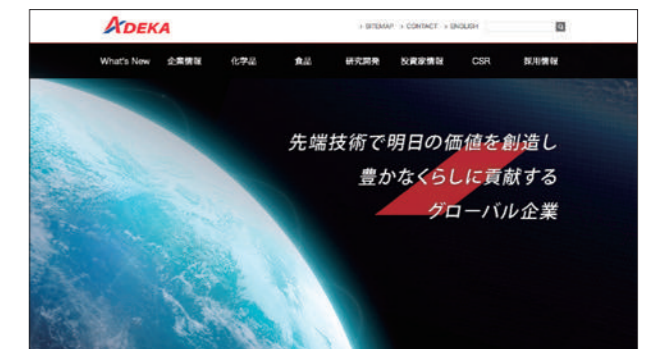 ADEKA
› SITEMAP › CONTACT › ENGLISH
What's New 企業情報 化学品 食品 研究開発 投資家情報 CSR 採用情報
先端技術で明日の価値を創造し
豊かなくらしに貢献する
グローバル企業